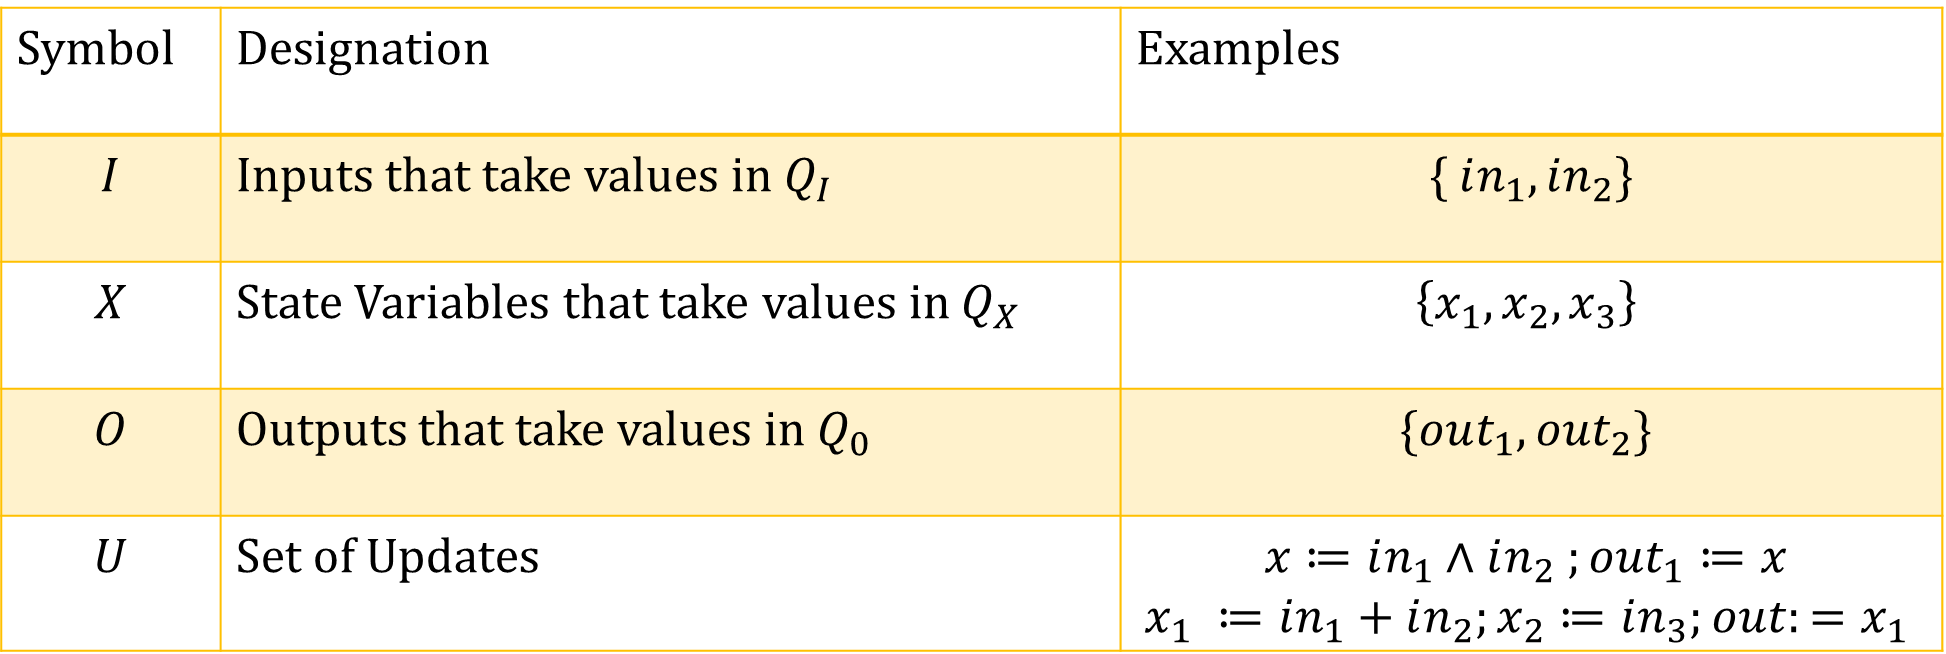 Symbol Designation Examples
I Inputs that take values in Q_I { in₁, in₂}
X State Variables that take values in Q_X {x₁, x₂, x₃}
O Outputs that take values in Q₀ {out₁, out₂}
U Set of Updates x ≔ in₁ ∧ in₂ ; out₁ ≔ x
x₁ ≔ in₁ + in₂; x₂ ≔ in₃; out: = x₁